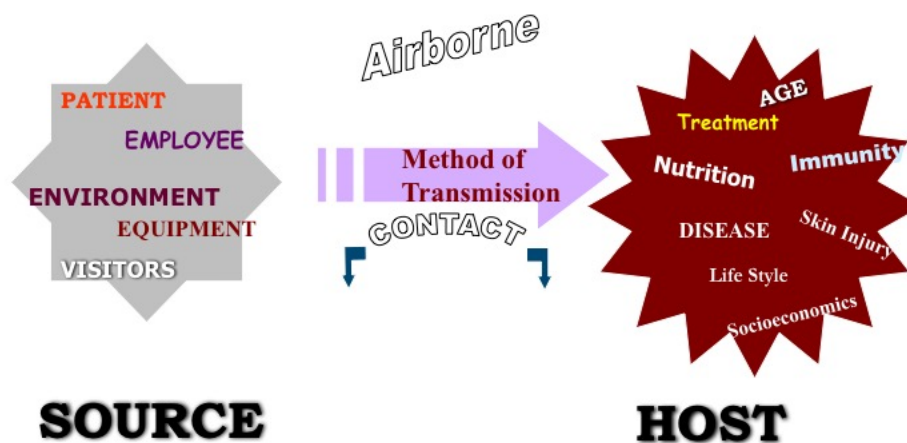 Airborne
PATIENT
EMPLOYEE
ENVIRONMENT
EQUIPMENT
VISITORS
Method of
Transmission
CONTACT
AGE
Treatment
Nutrition
Immunity
DISEASE
Skin Injury
Life Style
Socioeconomics
SOURCE
HOST